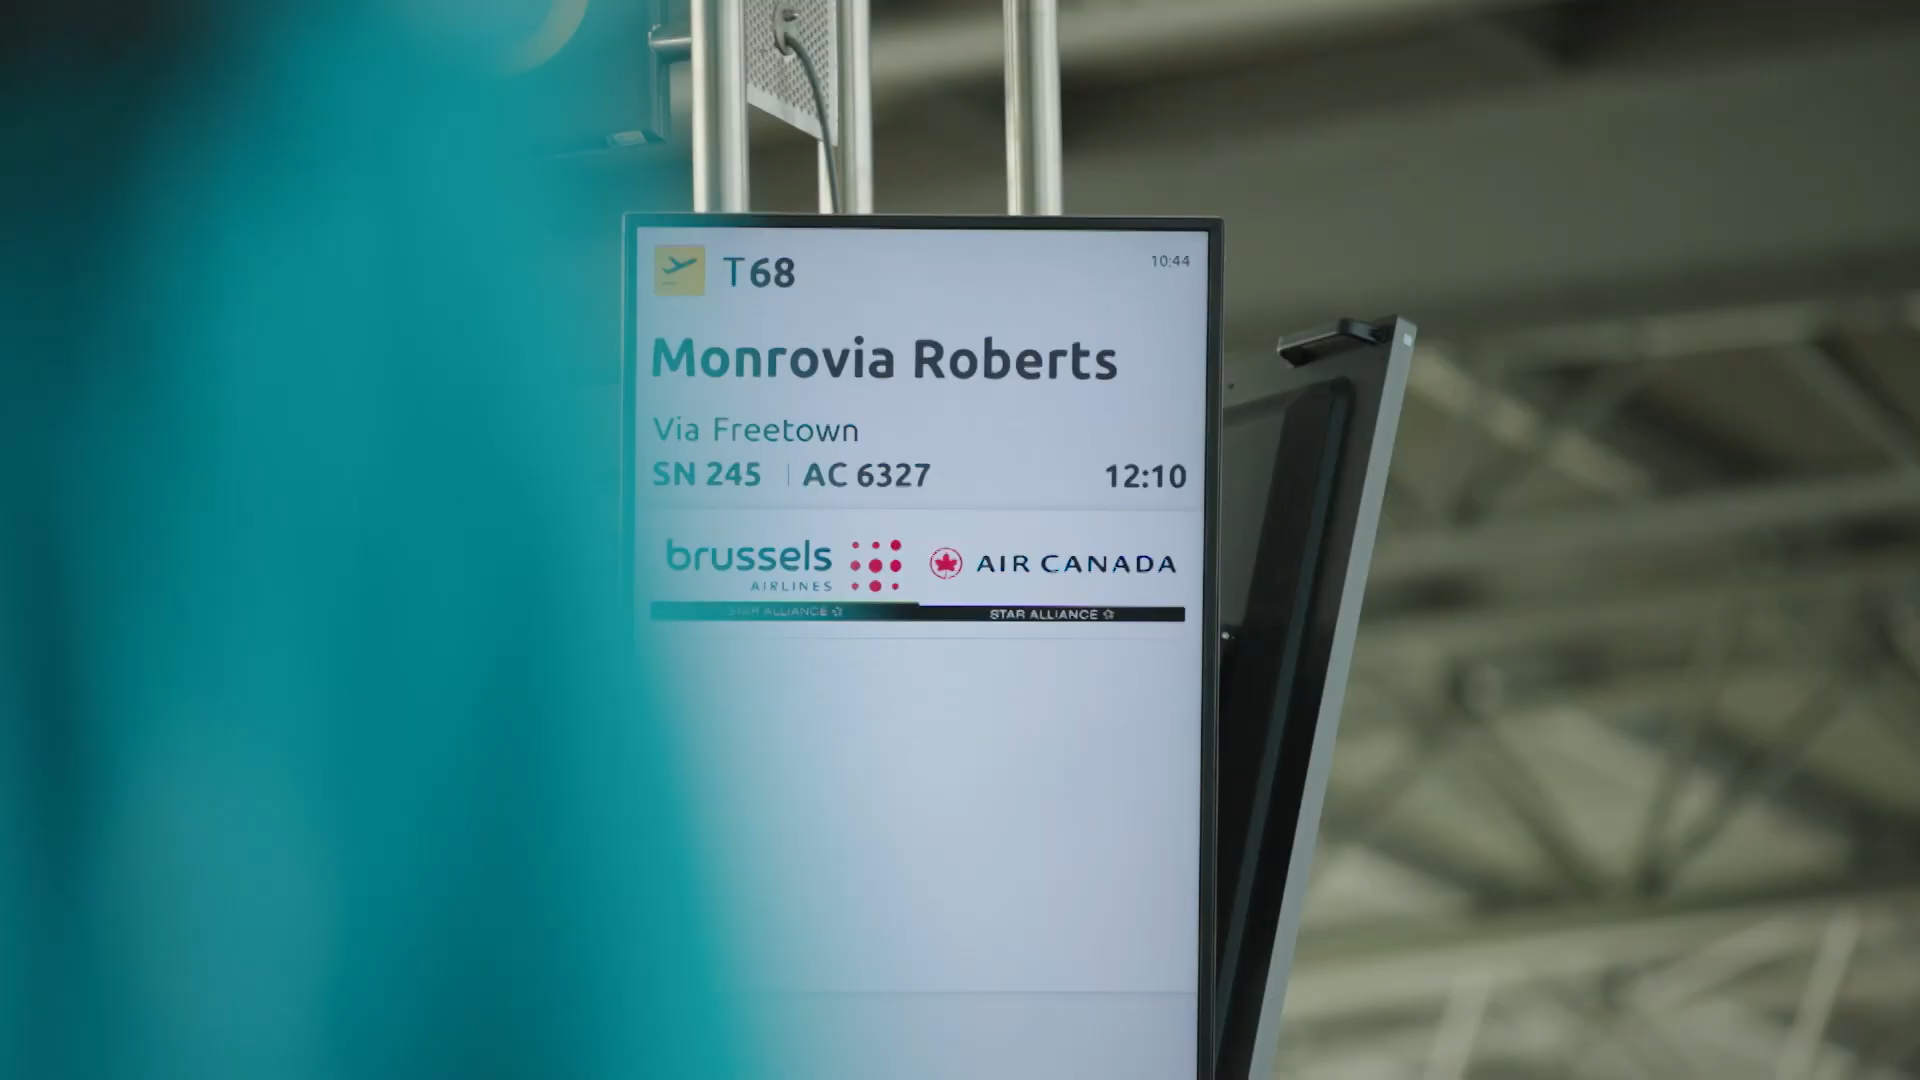 T68
10:44
Monrovia Roberts
Via Freetown
SN 245 | AC 6327
12:10
brussels
AIRLINES
AIR CANADA
STAR ALLIANCE
STAR ALLIANCE